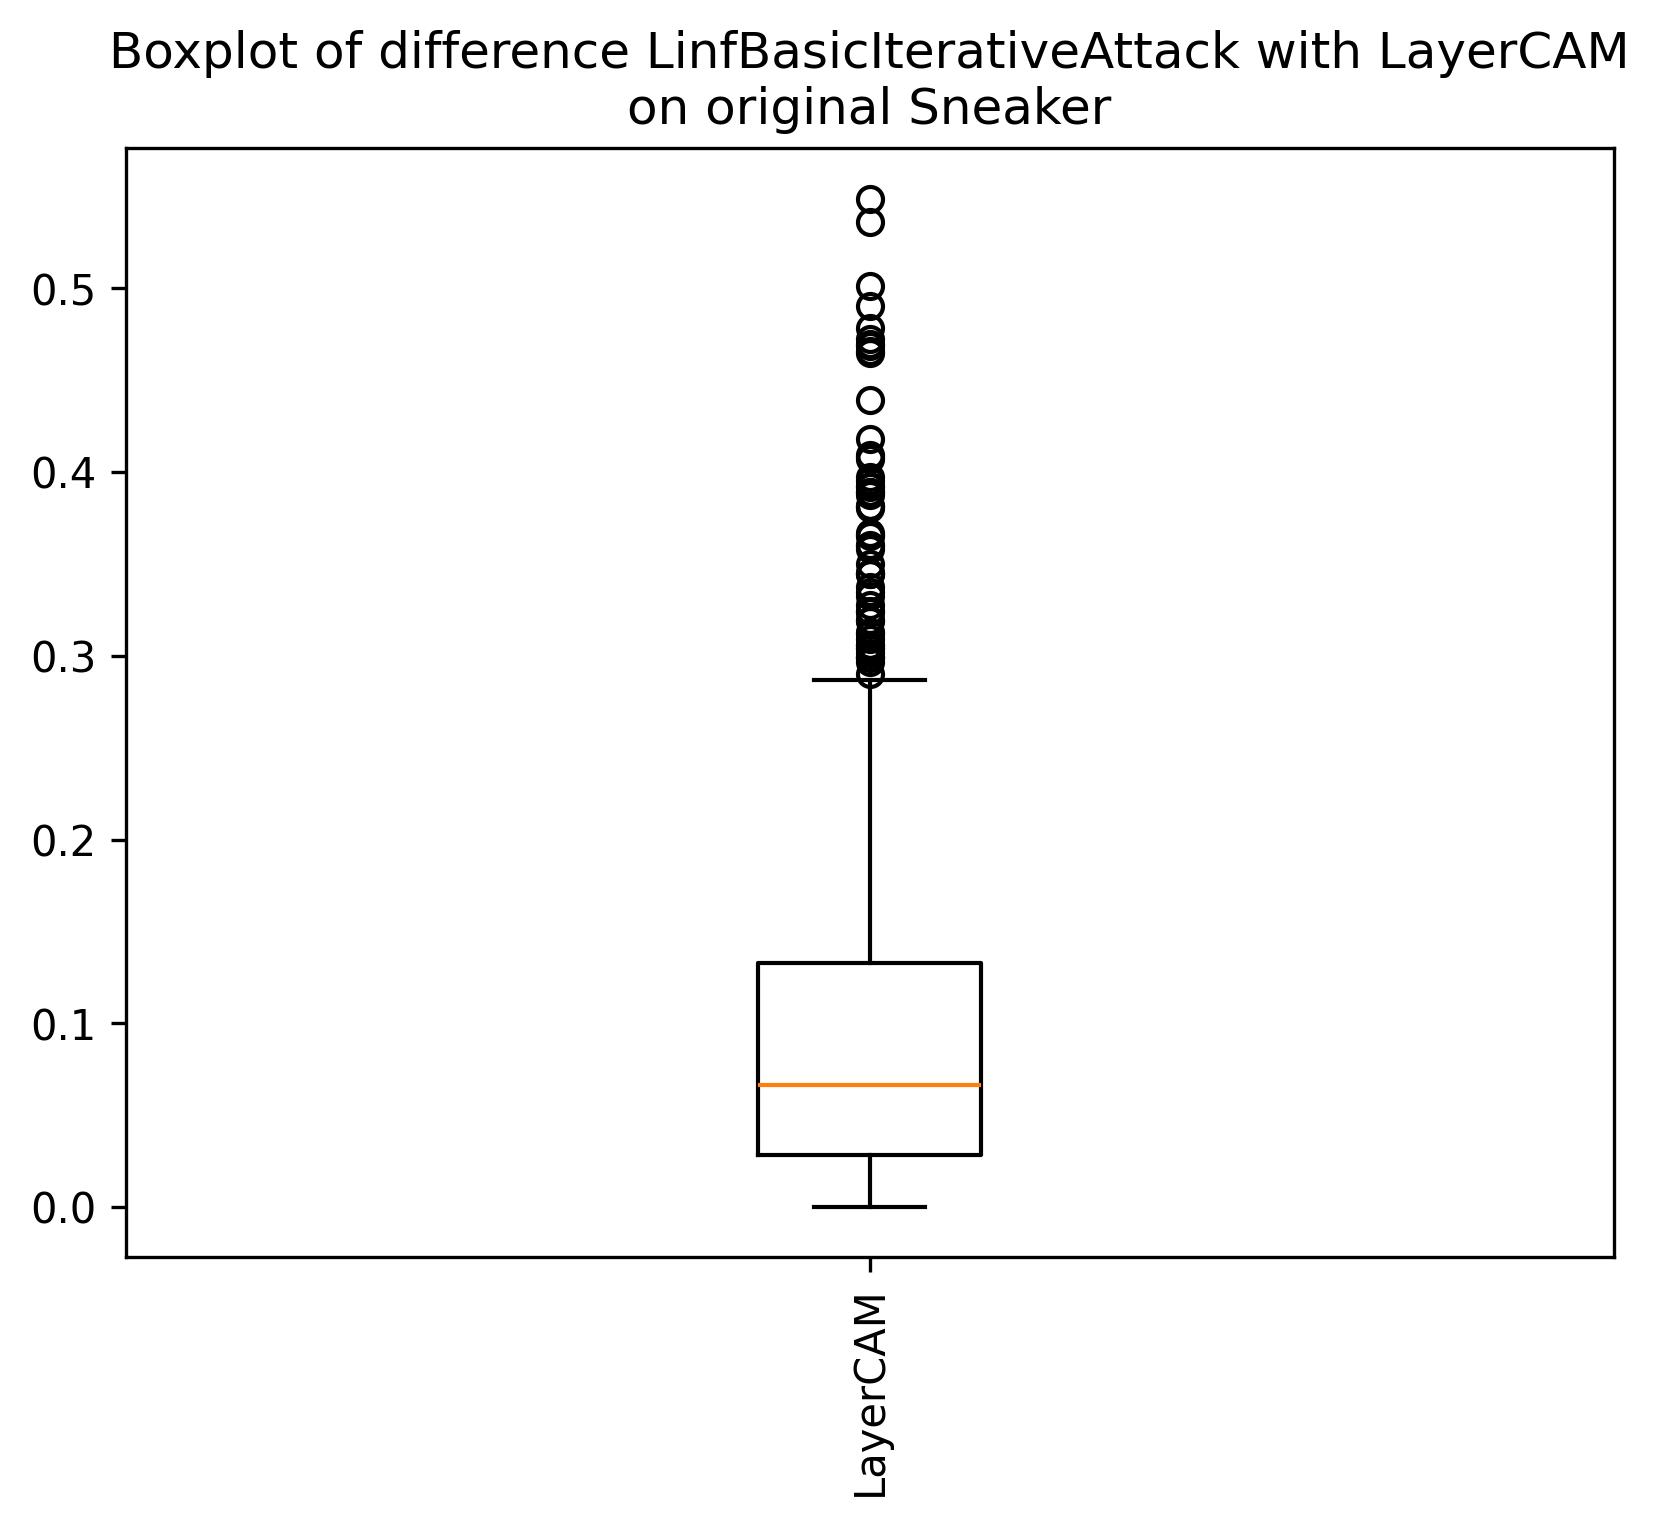 Boxplot of difference LinfBasicIterativeAttack with LayerCAM
on original Sneaker
0.5
0.4
0.3
0.2
0.1
0.0
LayerCAM